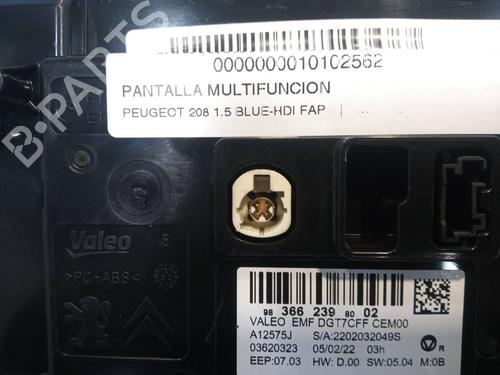 0000000010102562
PANTALLA MULTIFUNCION
PEUGEOT 208 1.5 BLUE-HDI FAP | ...
Valeo
>PC+ABS<
98 366 239 80 02
VALEO EMF DGT7CFF CEM00
A12575J S/A:2202032049S
03620323 05/02/22 03h
EEP:07.03 HW: D.00 SW:05.04 M:0B